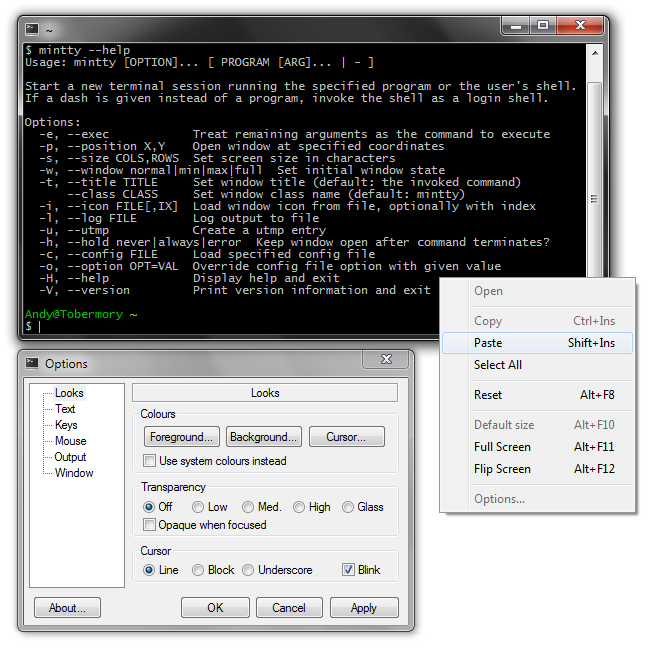 ~
$ mintty --help
Usage: mintty [OPTION]... [ PROGRAM [ARG]... | - ]
Start a new terminal session running the specified program or the user's shell.
If a dash is given instead of a program, invoke the shell as a login shell.
Options:
-e, --exec Treat remaining arguments as the command to execute
-p, --position X,Y Open window at specified coordinates
-s, --size COLS,ROWS Set screen size in characters
-w, --window normal|min|max|full Set initial window state
-t, --title TITLE Set window title (default: the invoked command)
--class CLASS Set window class name (default: mintty)
-i, --icon FILE[,IX] Load window icon from file, optionally with index
-l, --log FILE Log output to file
-u, --utmp Create a utmp entry
-h, --hold never|always|error Keep window open after command terminates?
-c, --config FILE Load specified config file
-o, --option OPT=VAL Override config file option with given value
-H, --help Display help and exit
-V, --version Print version information and exit
Andy@Tobermory ~
$
Open
Copy Ctrl+Ins
Paste Shift+Ins
Select All
Reset Alt+F8
Default size Alt+F10
Full Screen Alt+F11
Flip Screen Alt+F12
Options...
Options
Looks
Text
Keys
Mouse
Output
Window
Looks
Colours
Foreground... Background... Cursor...
Use system colours instead
Transparency
Off Low Med. High Glass
Opaque when focused
Cursor
Line Block Underscore Blink
About... OK Cancel Apply